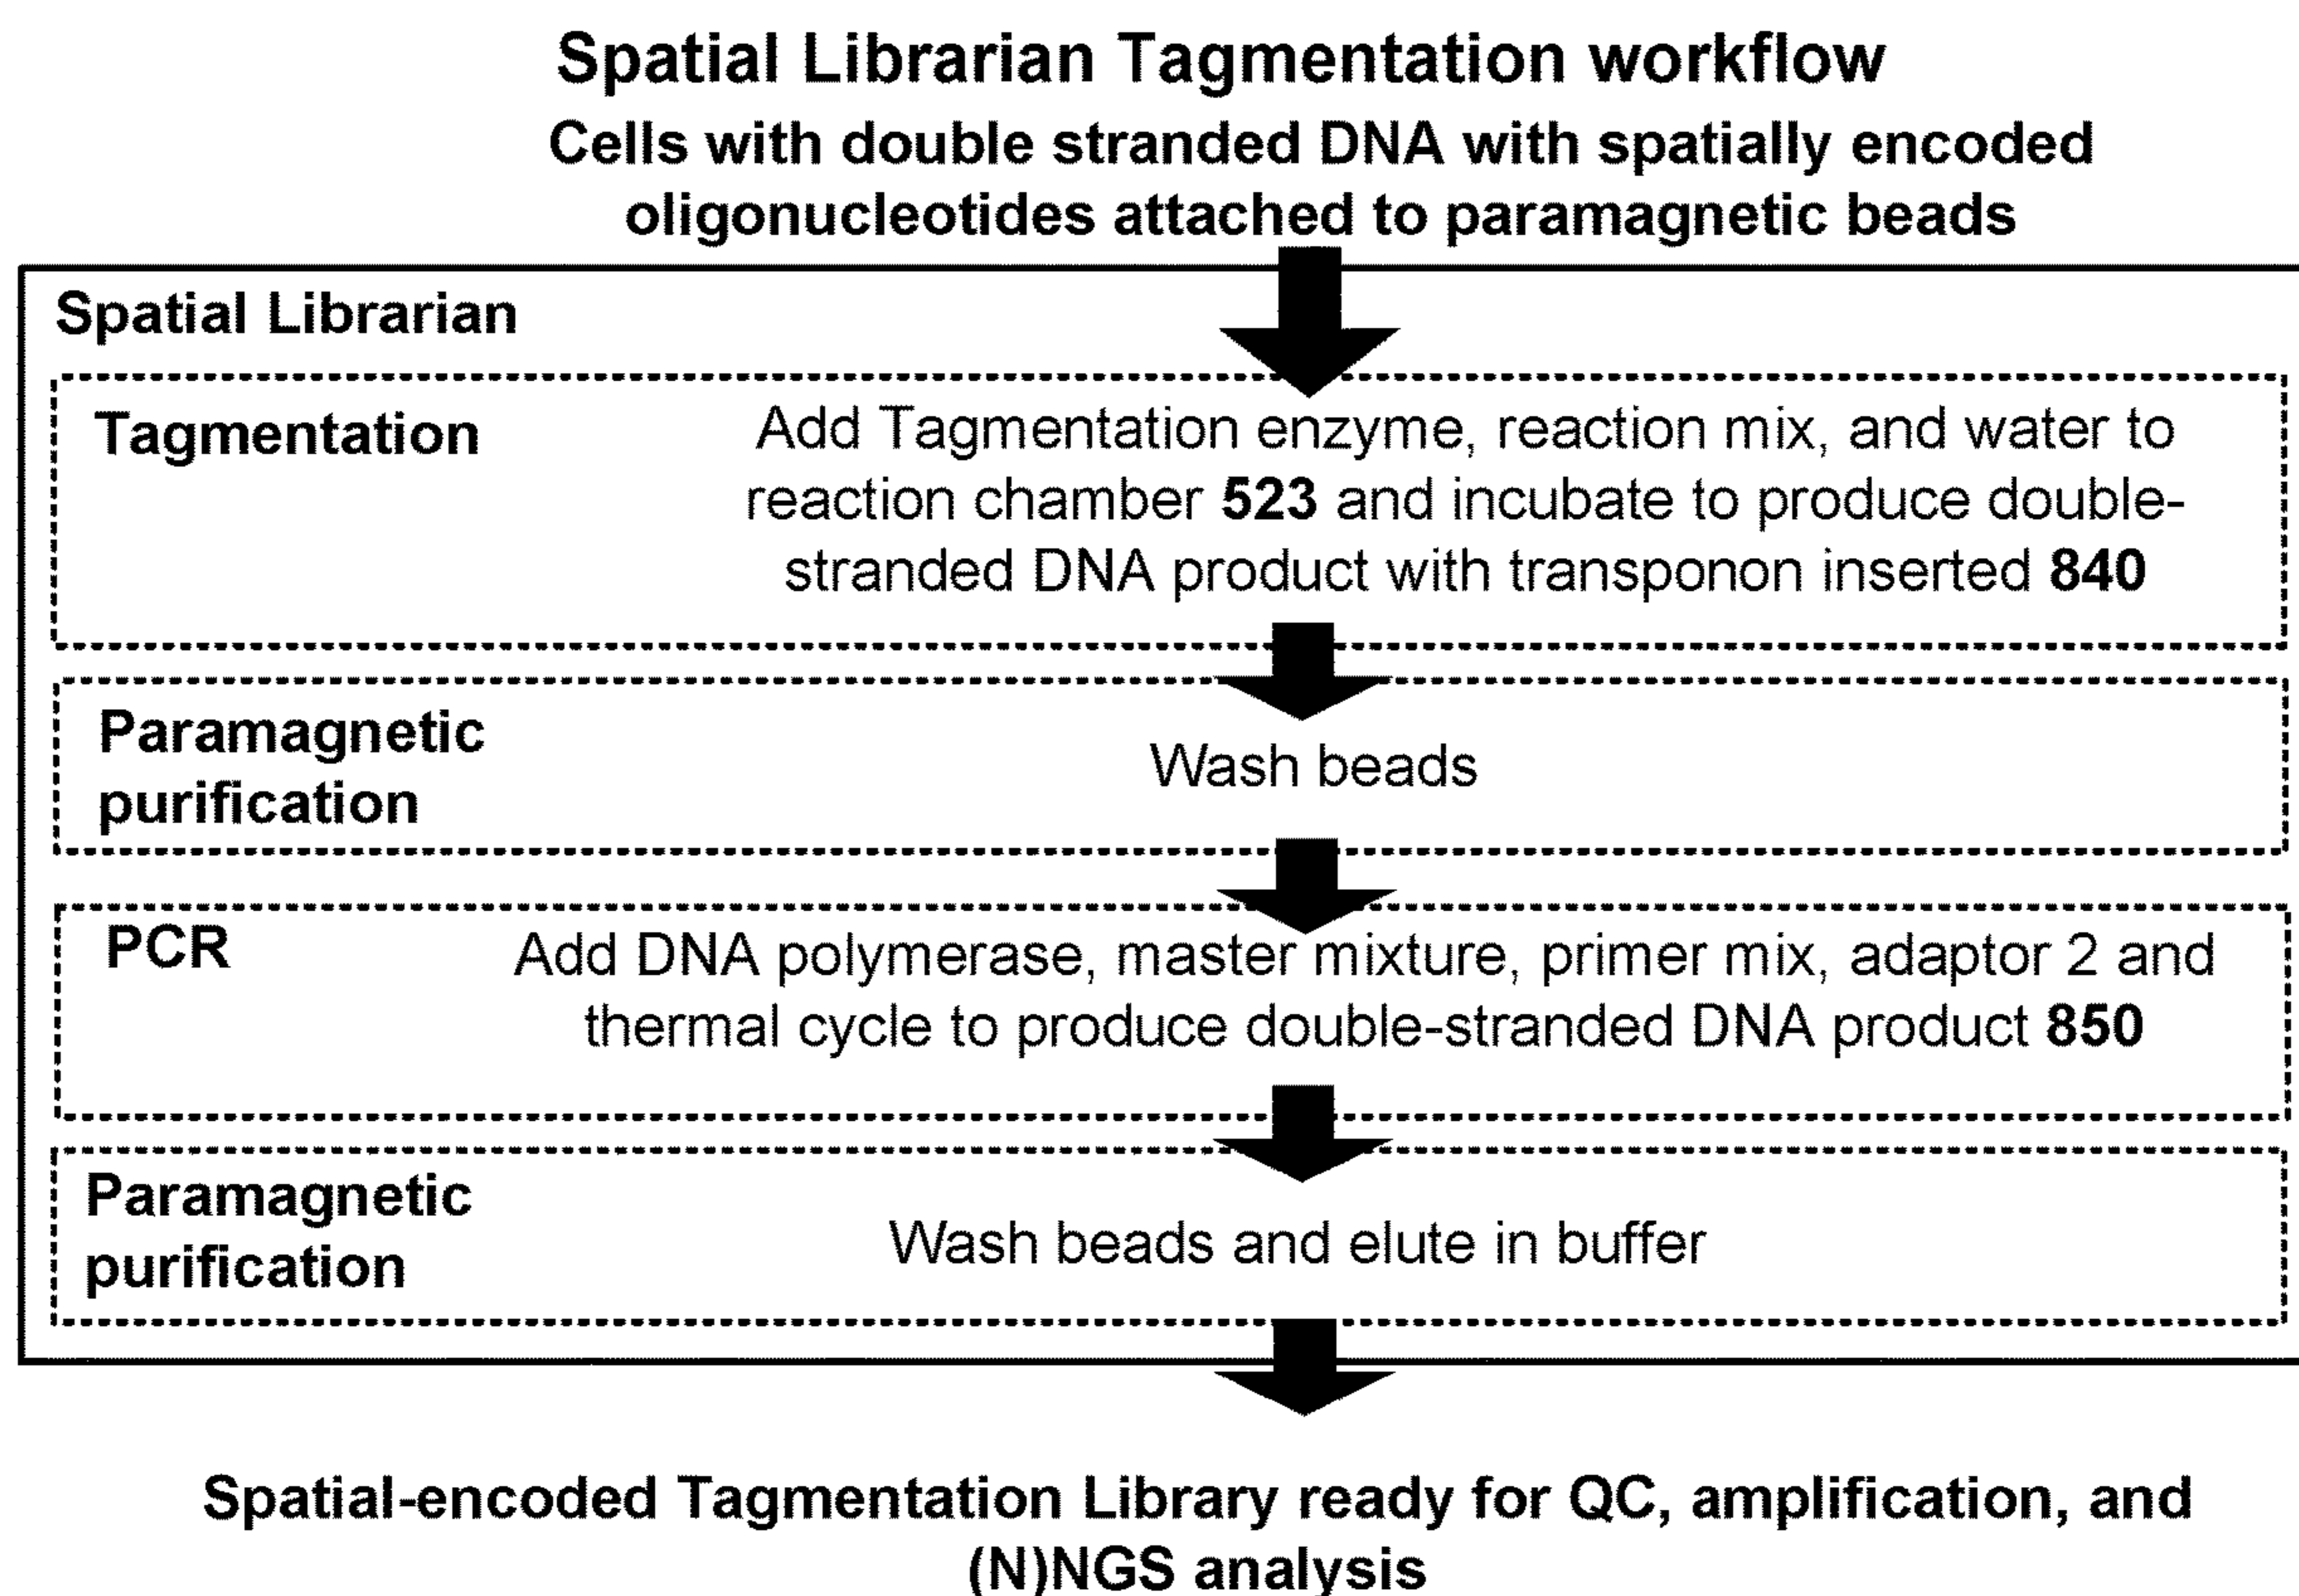 Spatial Librarian Tagmentation workflow
Cells with double stranded DNA with spatially encoded
oligonucleotides attached to paramagnetic beads
Spatial Librarian
Tagmentation
Add Tagmentation enzyme, reaction mix, and water to
reaction chamber 523 and incubate to produce double-
stranded DNA product with transponon inserted 840
Paramagnetic
purification
Wash beads
PCR
Add DNA polymerase, master mixture, primer mix, adaptor 2 and
thermal cycle to produce double-stranded DNA product 850
Paramagnetic
purification
Wash beads and elute in buffer
Spatial-encoded Tagmentation Library ready for QC, amplification, and
(N)NGS analysis